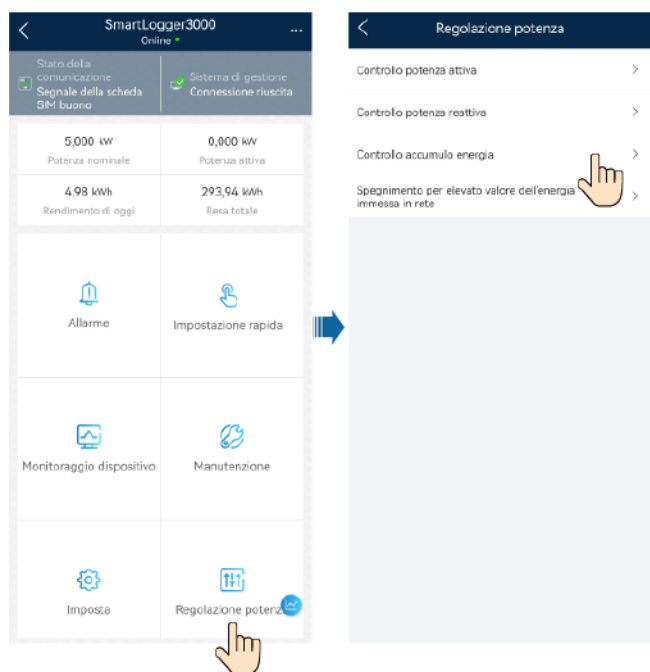 SmartLogger3000
...
Online
Stato della
comunicazione
Segnale della scheda
SIM buono
Sistema di gestione
Connessione riuscita
5,000 kW
Potenza nominale
0,000 kW
Potenza attiva
4,98 kWh
Rendimento di oggi
293,94 kWh
Resa totale
Allarme
Impostazione rapida
Monitoraggio dispositivo
Manutenzione
Imposta
Regolazione potenz
Regolazione potenza
Controllo potenza attiva
Controllo potenza reattiva
Controllo accumulo energia
Spegnimento per elevato valore dell'energia
immessa in rete